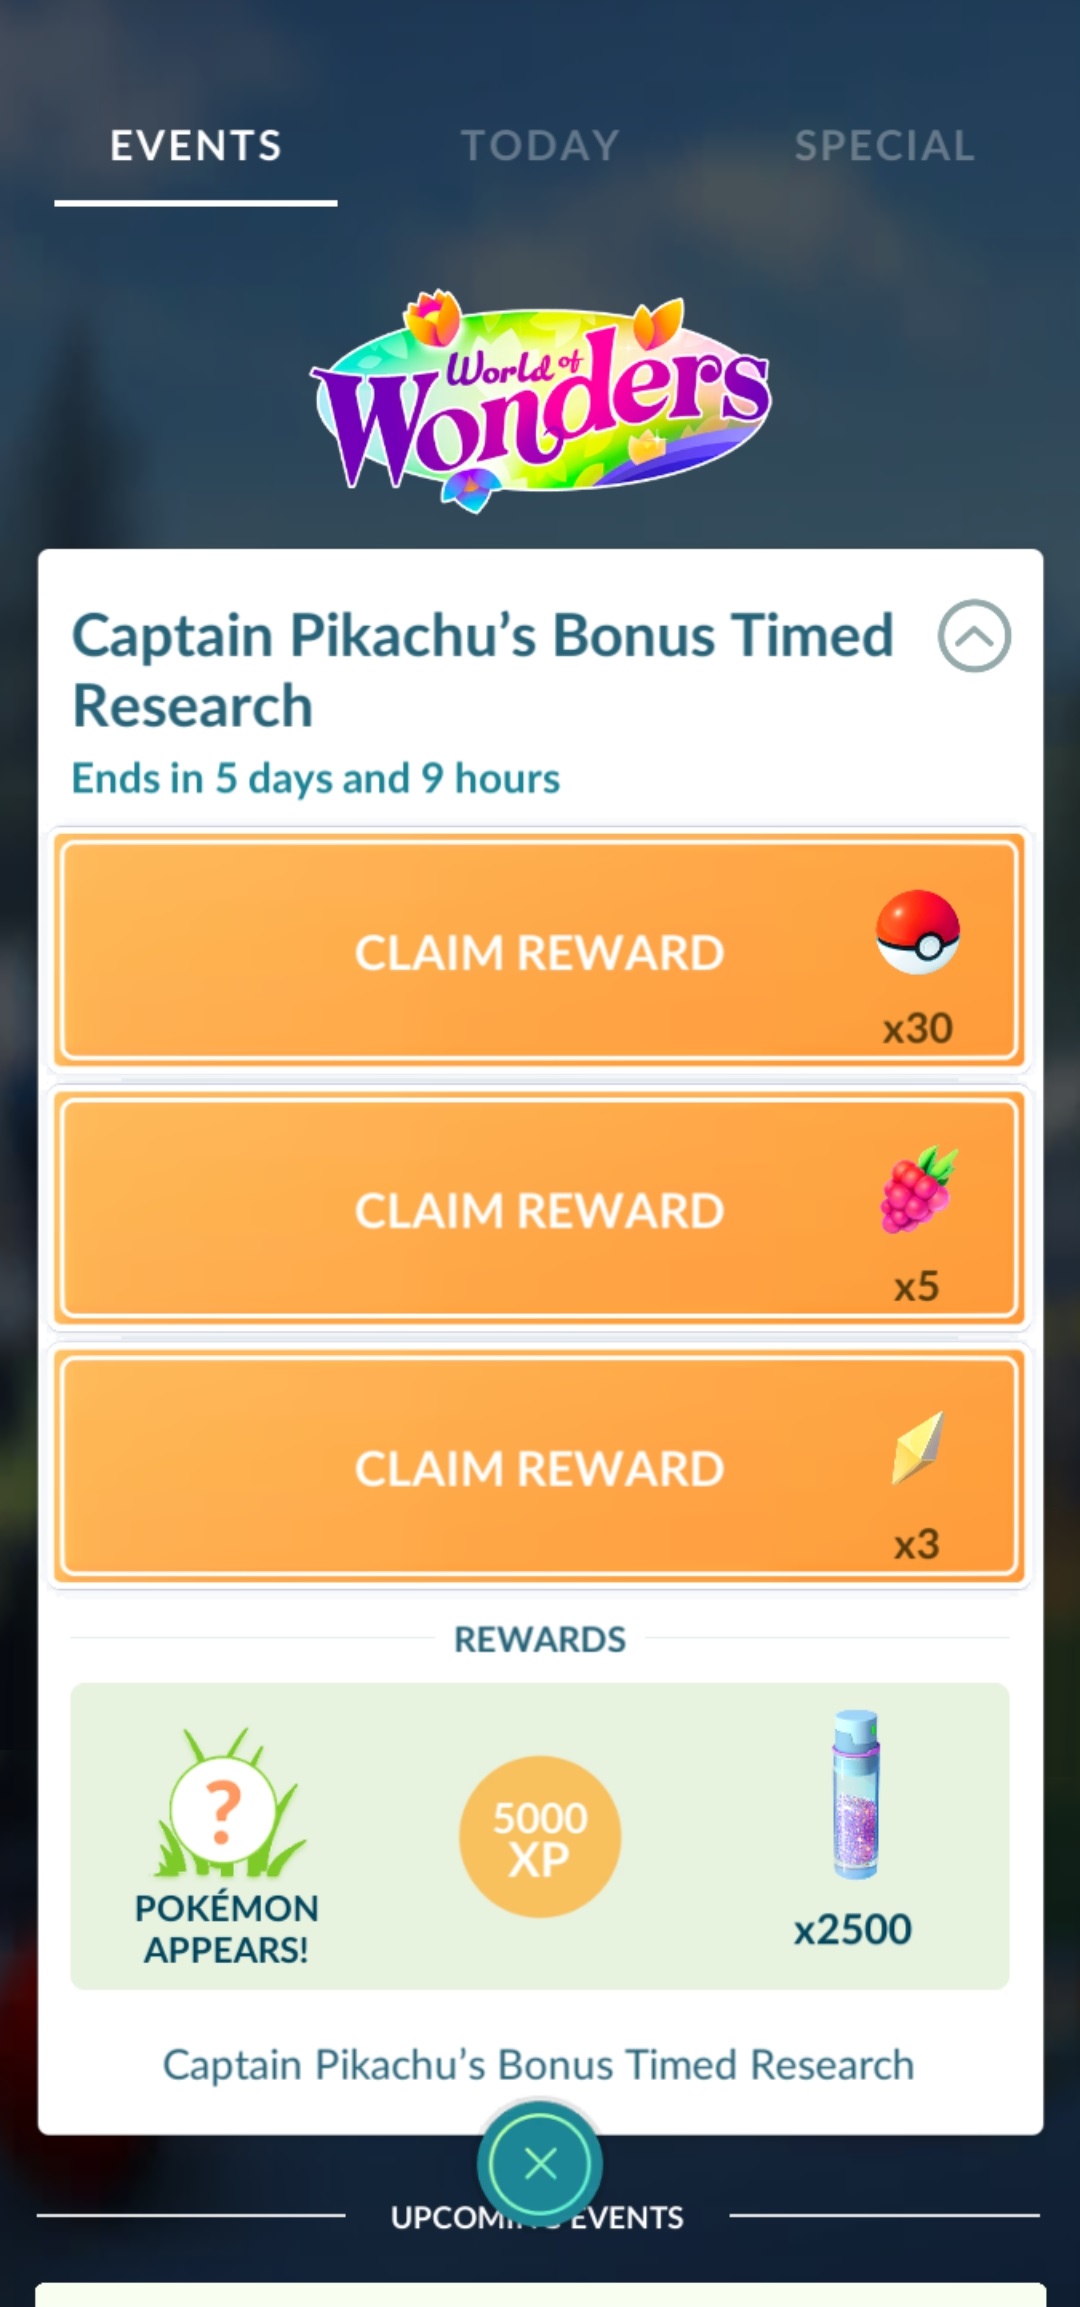 EVENTS TODAY SPECIAL
World of
Wonders
Captain Pikachu’s Bonus Timed
Research
Ends in 5 days and 9 hours
CLAIM REWARD
x30
CLAIM REWARD
x5
CLAIM REWARD
x3
REWARDS
?
5000
XP
POKÉMON
APPEARS!
x2500
Captain Pikachu’s Bonus Timed Research
UPCOMING EVENTS